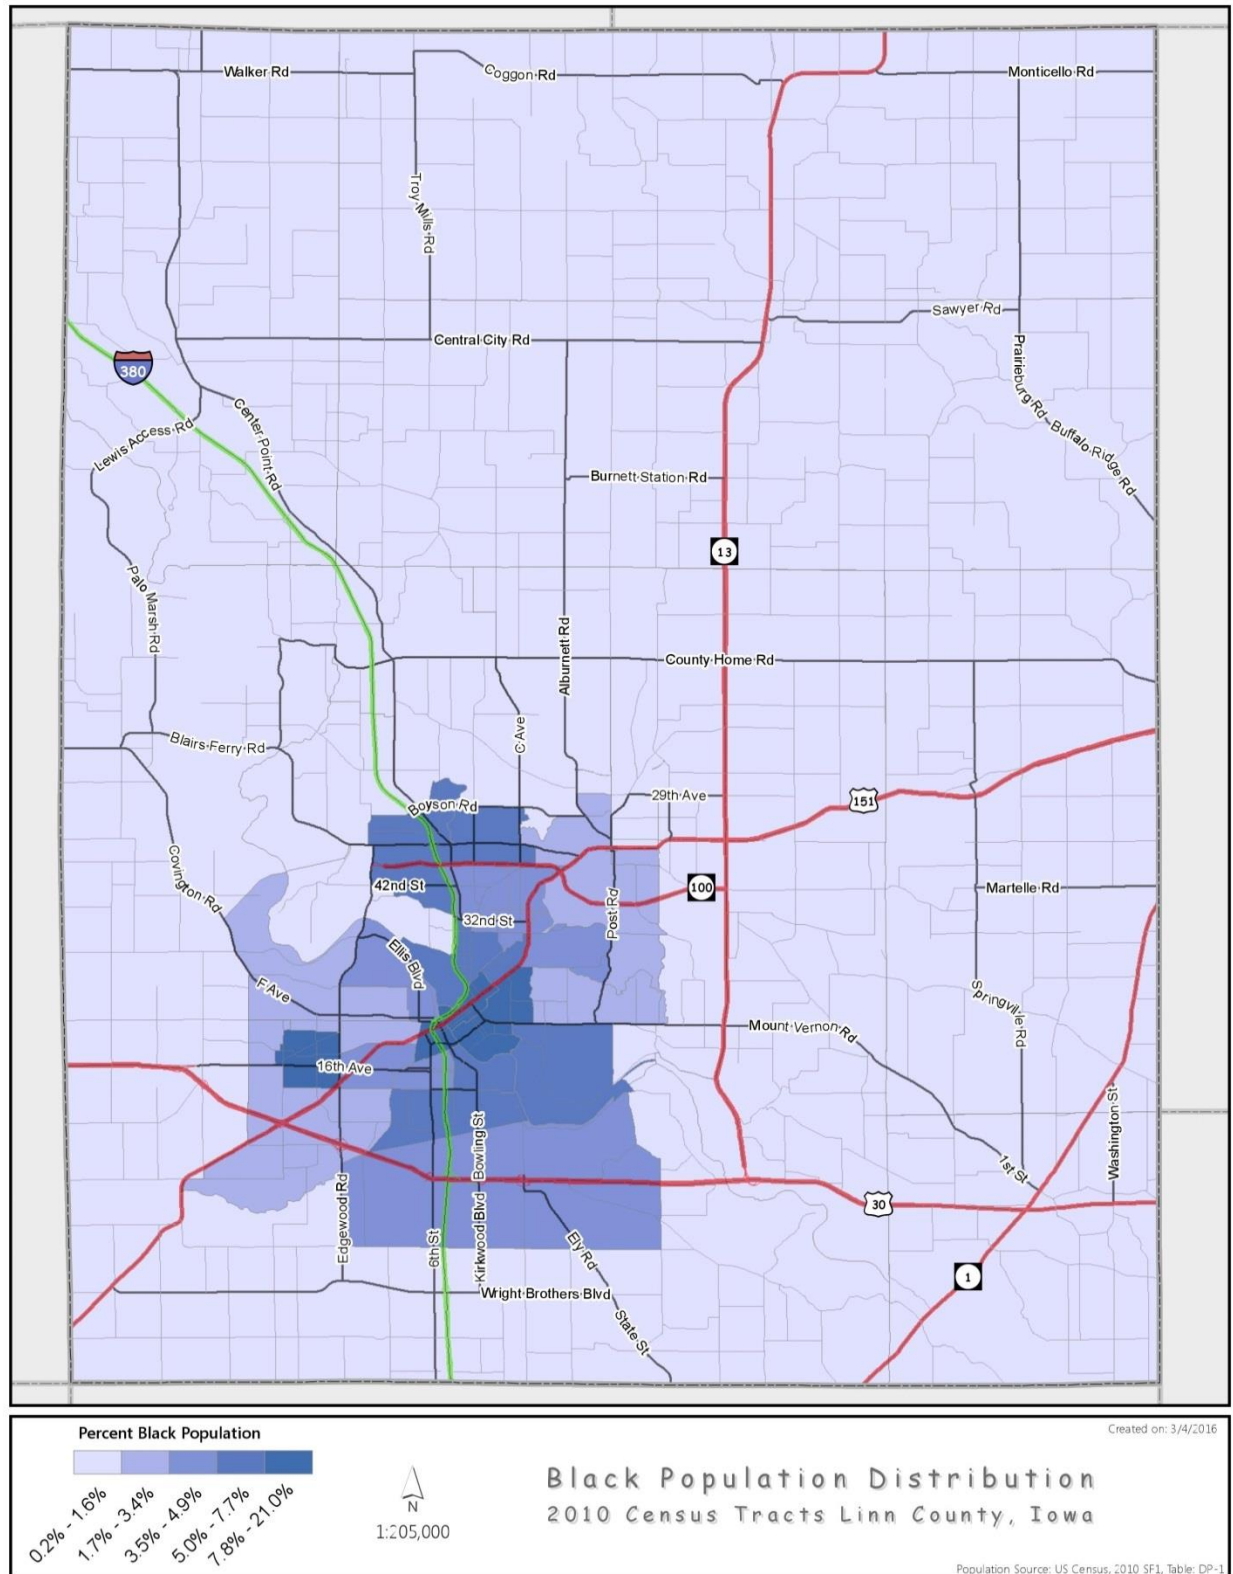 Walker Rd
Coggon Rd
Monticello Rd
Troy Mills Rd
Sawyer Rd
Central City Rd
Prairieburg Rd
380
Center Point Rd
Lewis Access Rd
Buffalo Ridge Rd
Burnett Station Rd
13
Palo Marsh Rd
Alburnett Rd
County Home Rd
C Ave
Blairs Ferry Rd
29th Ave
151
Boyson Rd
Covington Rd
42nd St
100
Martelle Rd
Post Rd
32nd St
Ellis Blvd
F Ave
Springville Rd
Mount Vernon Rd
16th Ave
Washington St
Bowling St
1st St
Edgewood Rd
30
6th St
Kirkwood Blvd
Ely Rd
1
Wright Brothers Blvd
State St
Percent Black Population
0.2% - 1.6%
1.7% - 3.4%
3.5% - 4.9%
5.0% - 7.7%
7.8% - 21.0%
N
1:205,000
Created on: 3/4/2016
Black Population Distribution
2010 Census Tracts Linn County, Iowa
Population Source: US Census, 2010 SF1, Table: DP-1